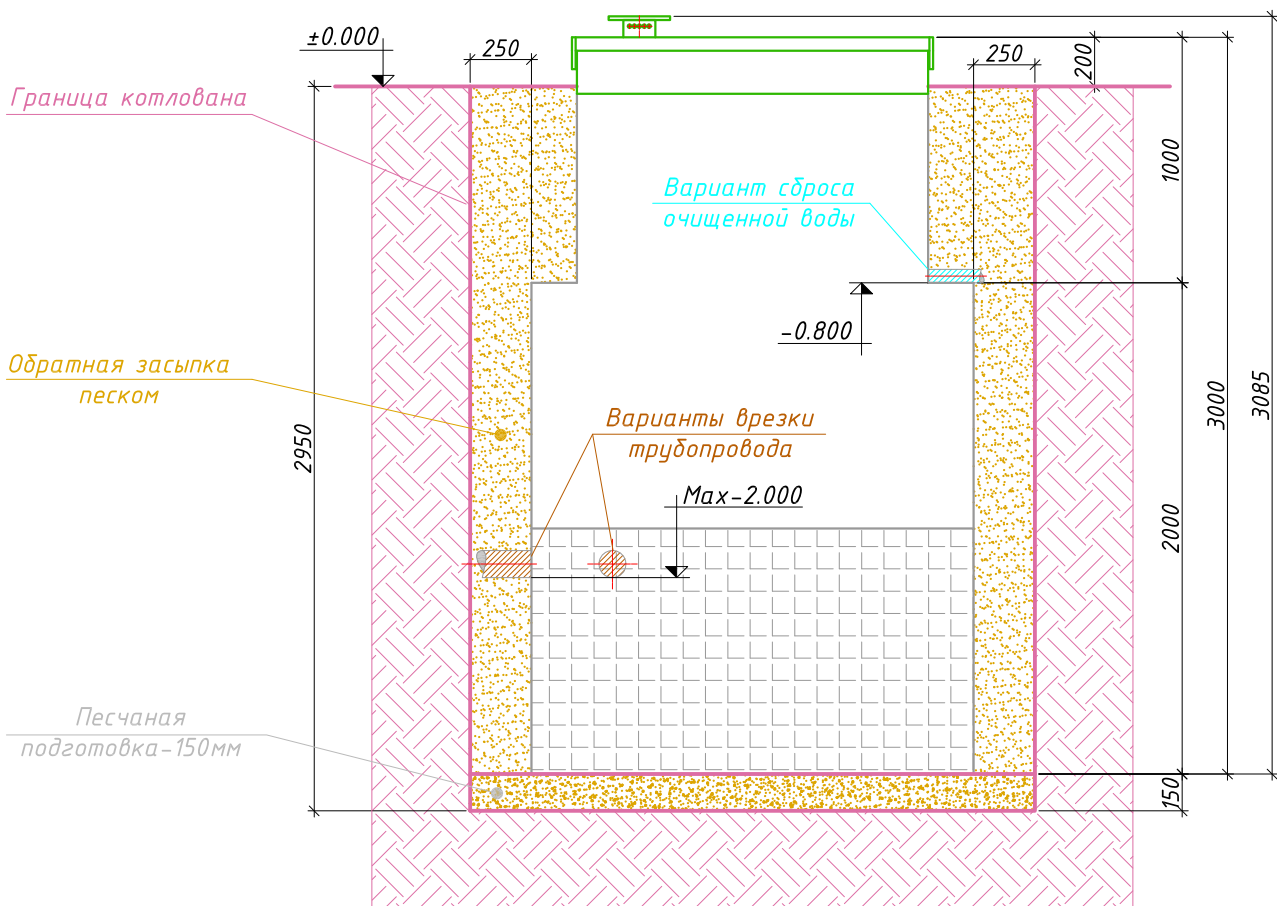 ±0.000
250
250
200
Граница котлована
1000
Вариант сброса
очищенной воды
-0.800
Обратная засыпка
песком
2950
3000
3085
Варианты врезки
трубопровода
Max-2.000
2000
Песчаная
подготовка-150мм
150